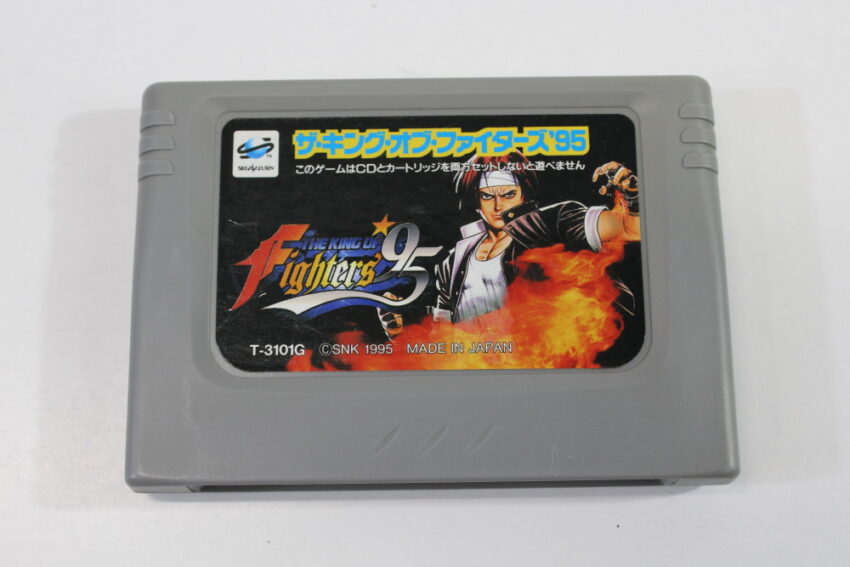 ザ・キング・オブ・ファイターズ'95
SEGA SATURN TM
このゲームはCDとカートリッジを両方セットしないと遊べません
THE KING OF
Fighters '95
TM
T-3101G ©SNK 1995 MADE IN JAPAN